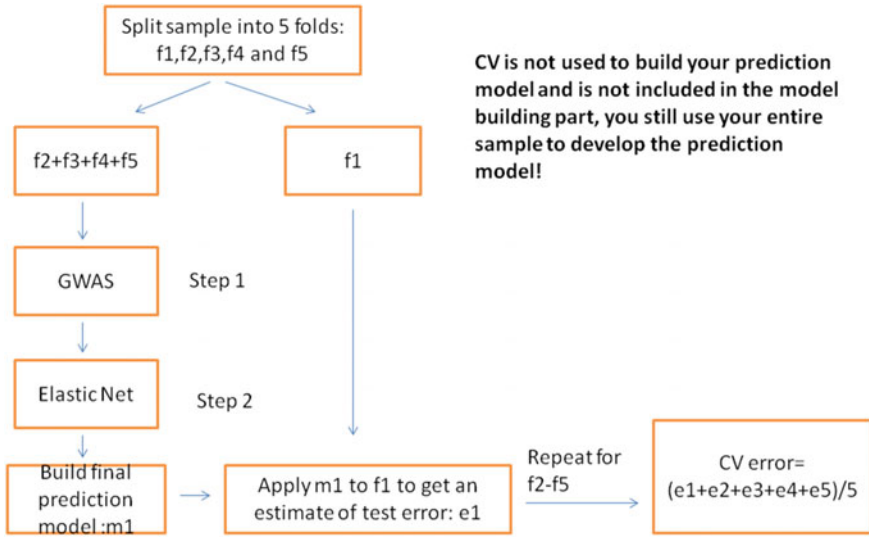 Split sample into 5 folds:
f1,f2,f3,f4 and f5
CV is not used to build your prediction
model and is not included in the model
building part, you still use your entire
sample to develop the prediction
model!
f2+f3+f4+f5
f1
GWAS
Step 1
Elastic Net
Step 2
Build final
prediction
model :m1
Apply m1 to f1 to get an
estimate of test error: e1
Repeat for
f2-f5
CV error=
(e1+e2+e3+e4+e5)/5